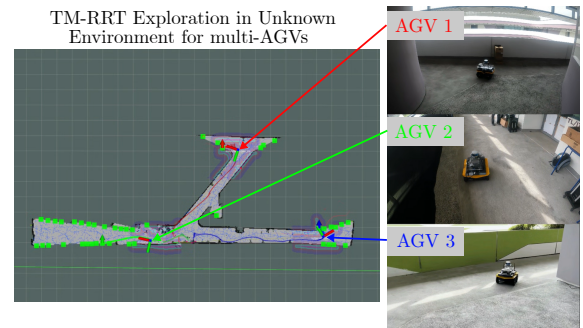 TM-RRT Exploration in Unknown
Environment for multi-AGVs
AGV 1
AGV 2
AGV 3